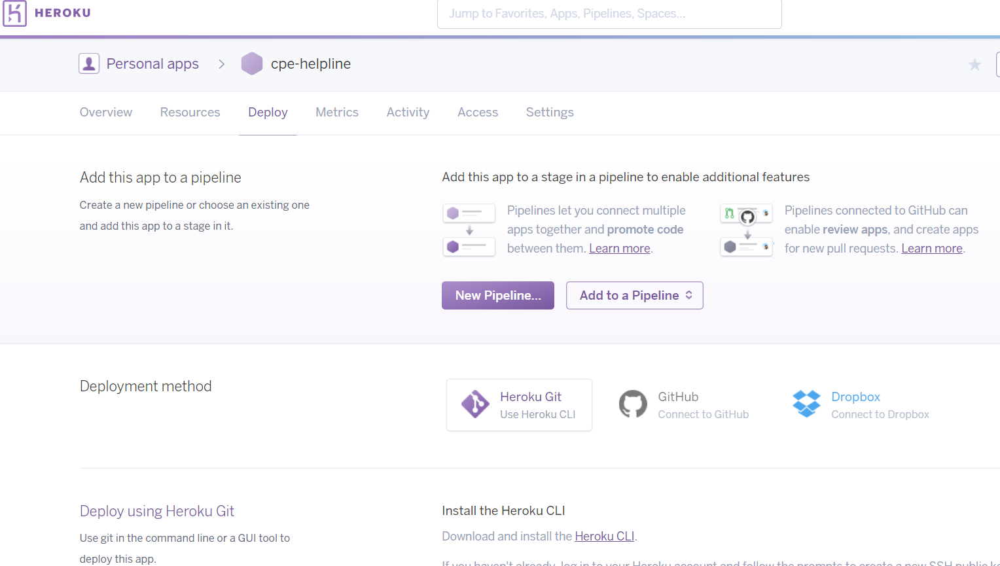 HEROKU
Jump to Favorites, Apps, Pipelines, Spaces...
Personal apps
cpe-helpline
Overview Resources Deploy Metrics Activity Access Settings
Add this app to a pipeline
Create a new pipeline or choose an existing one
and add this app to a stage in it.
Add this app to a stage in a pipeline to enable additional features
Pipelines let you connect multiple
apps together and promote code
between them. Learn more.
Pipelines connected to GitHub can
enable review apps, and create apps
for new pull requests. Learn more.
New Pipeline...
Add to a Pipeline
Deployment method
Heroku Git
Use Heroku CLI
GitHub
Connect to GitHub
Dropbox
Connect to Dropbox
Deploy using Heroku Git
Use git in the command line or a GUI tool to
deploy this app.
Install the Heroku CLI
Download and install the Heroku CLI.
If you haven't already, log in to your Heroku account and follow the prompts to create a new SSH public